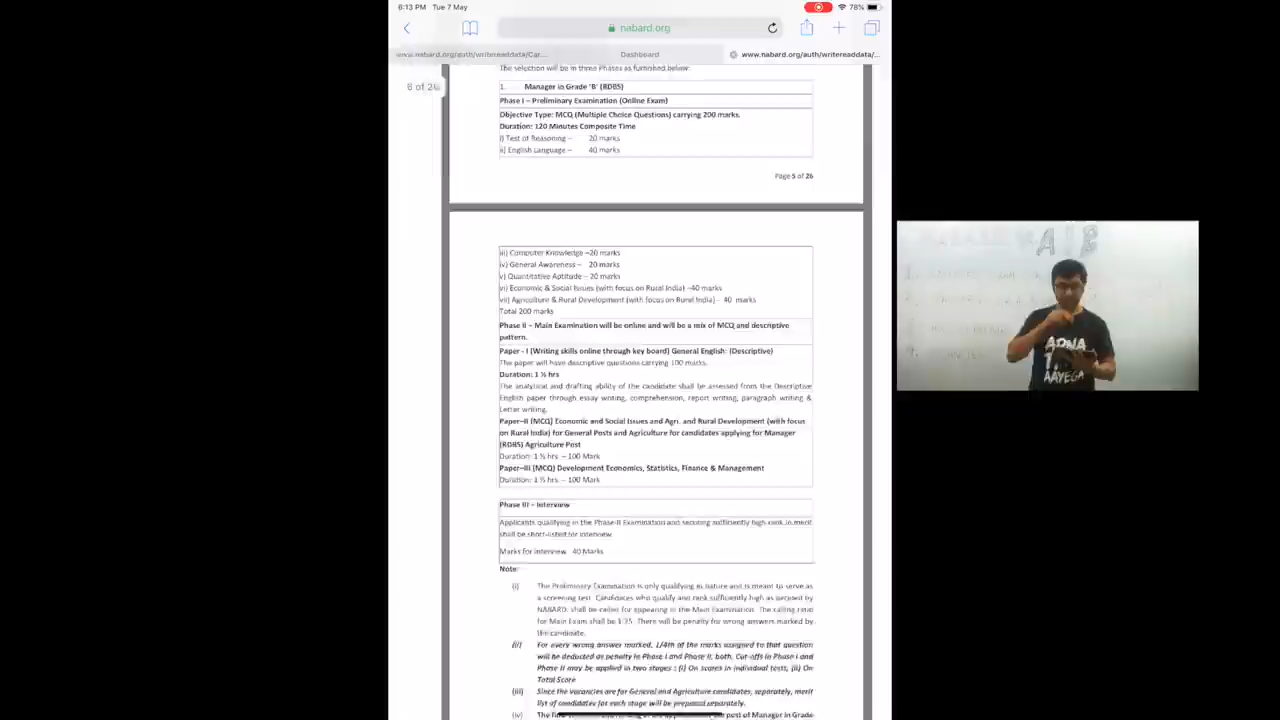 6:13 PM Tue 7 May
78%
nabard.org
www.nabard.org/auth/writereaddata/Car...
Dashboard
www.nabard.org/auth/writereaddata/...
8 of 26
The selection will be in three Phases as furnished below:
1. Manager in Grade 'B' (RDBS)
Phase I – Preliminary Examination (Online Exam)
Objective Type: MCQ (Multiple Choice Questions) carrying 200 marks.
Duration: 120 Minutes Composite Time
i) Test of Reasoning – 20 marks
ii) English Language – 40 marks
Page 5 of 26
iii) Computer Knowledge –20 marks
iv) General Awareness – 20 marks
v) Quantitative Aptitude – 20 marks
vi) Economic & Social Issues (with focus on Rural India) –40 marks
vii) Agriculture & Rural Development (with focus on Rural India) – 40 marks
Total 200 marks
Phase II – Main Examination will be online and will be a mix of MCQ and descriptive
pattern.
Paper - I (Writing skills online through key board) General English: (Descriptive)
The paper will have descriptive questions carrying 100 marks.
Duration: 1 ½ hrs
The analytical and drafting ability of the candidate shall be assessed from the Descriptive
English paper through essay writing, comprehension, report writing, paragraph writing &
Letter writing.
Paper–II (MCQ) Economic and Social Issues and Agri. and Rural Development (with focus
on Rural India) for General Posts and Agriculture for candidates applying for Manager
(RDBS) Agriculture Post
Duration: 1 ½ hrs. – 100 Mark
Paper–III (MCQ) Development Economics, Statistics, Finance & Management
Duration: 1 ½ hrs. – 100 Mark
Phase III – Interview
Applicants qualifying in the Phase-II Examination and securing sufficiently high rank in merit
shall be short-listed for interview.
Marks for interview 40 Marks
Note:
(i) The Preliminary Examination is only qualifying in nature and is meant to serve as
a screening test. Candidates who qualify and rank sufficiently high as decided by
NABARD, shall be called for appearing in the Main Examination. The calling ratio
for Main Exam shall be 1:25. There will be penalty for wrong answers marked by
the candidate.
(ii) For every wrong answer marked, 1/4th of the marks assigned to that question
will be deducted as penalty in Phase I and Phase II, both. Cut-offs in Phase I and
Phase II may be applied in two stages : (i) On scores in individual tests, (ii) On
Total Score
(iii) Since the vacancies are for General and Agriculture candidates, separately, merit
list of candidates for each stage will be prepared separately.
(iv) The post of Manager in Grade
ADNA
AAYEGA